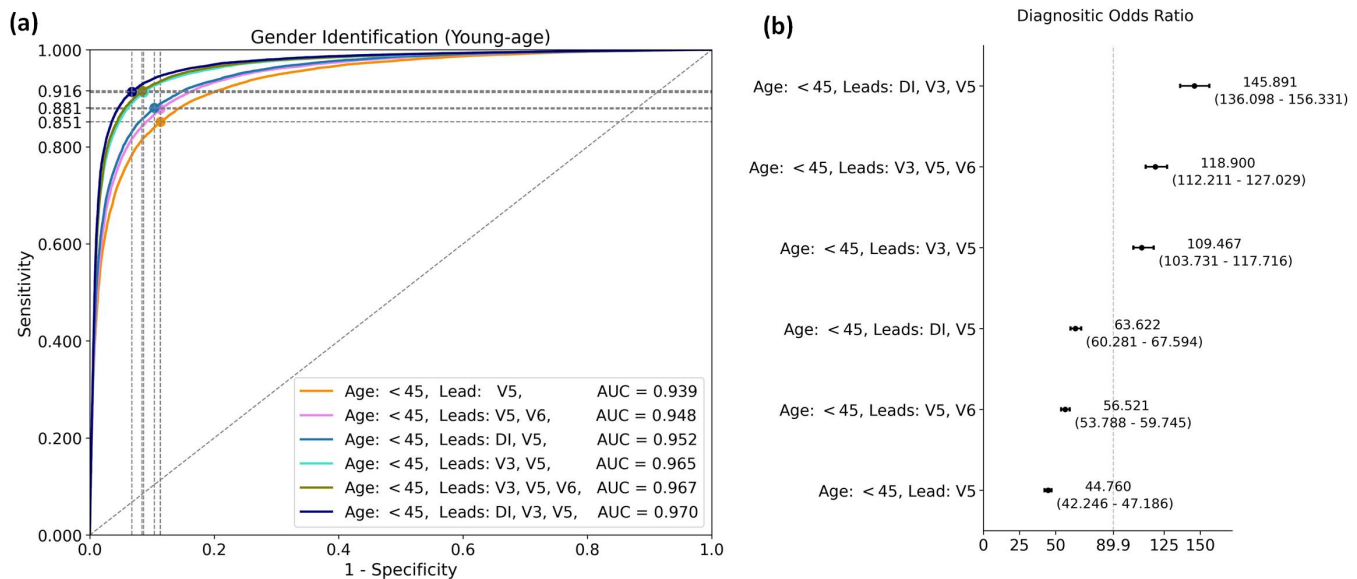 (a)
Gender Identification (Young-age)
1.000
0.916
0.881
0.851
0.800
0.600
0.400
0.200
0.000
Sensitivity
0.0 0.2 0.4 0.6 0.8 1.0
1 - Specificity
Age: < 45, Lead: V5, AUC = 0.939
Age: < 45, Leads: V5, V6, AUC = 0.948
Age: < 45, Leads: DI, V5, AUC = 0.952
Age: < 45, Leads: V3, V5, AUC = 0.965
Age: < 45, Leads: V3, V5, V6, AUC = 0.967
Age: < 45, Leads: DI, V3, V5, AUC = 0.970
(b)
Diagnositic Odds Ratio
Age: < 45, Leads: DI, V3, V5
145.891
(136.098 - 156.331)
Age: < 45, Leads: V3, V5, V6
118.900
(112.211 - 127.029)
Age: < 45, Leads: V3, V5
109.467
(103.731 - 117.716)
Age: < 45, Leads: DI, V5
63.622
(60.281 - 67.594)
Age: < 45, Leads: V5, V6
56.521
(53.788 - 59.745)
Age: < 45, Lead: V5
44.760
(42.246 - 47.186)
0 25 50 89.9 125 150